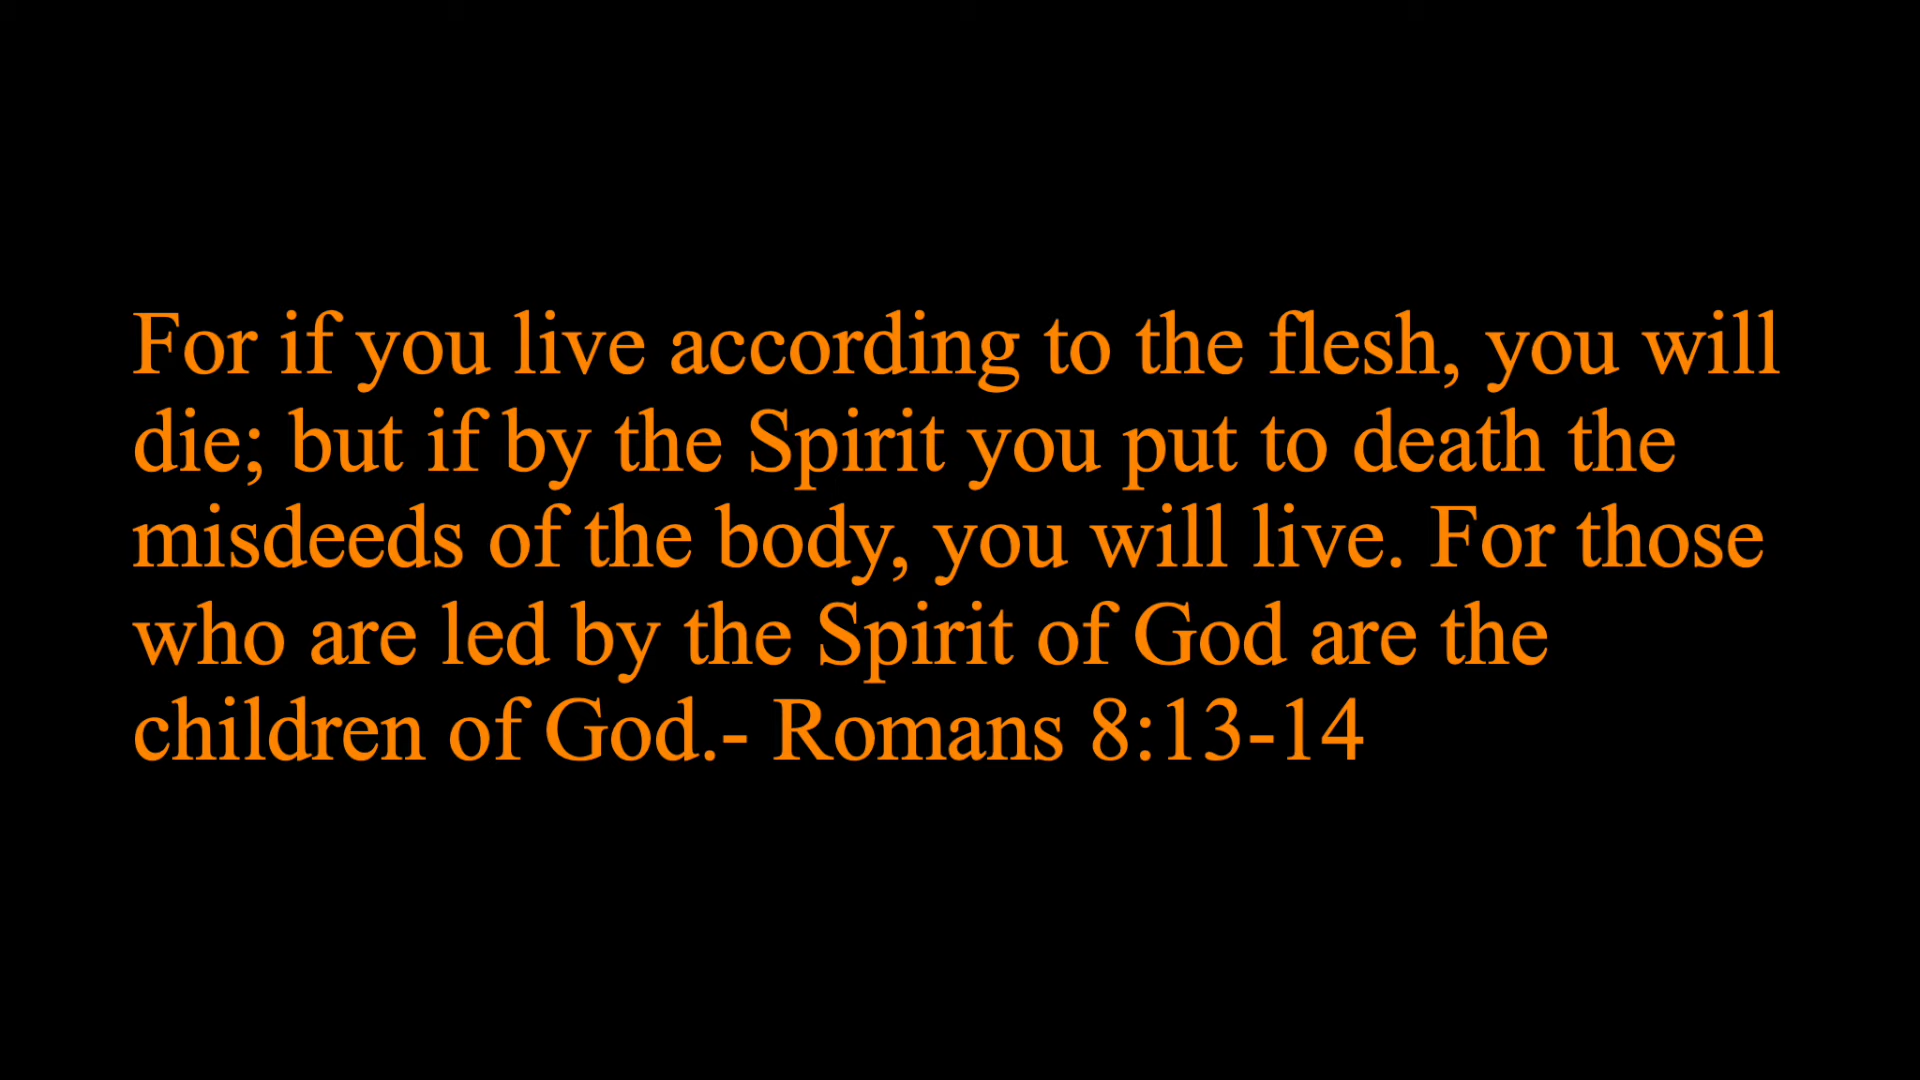 For if you live according to the flesh, you will
die; but if by the Spirit you put to death the
misdeeds of the body, you will live. For those
who are led by the Spirit of God are the
children of God.- Romans 8:13-14